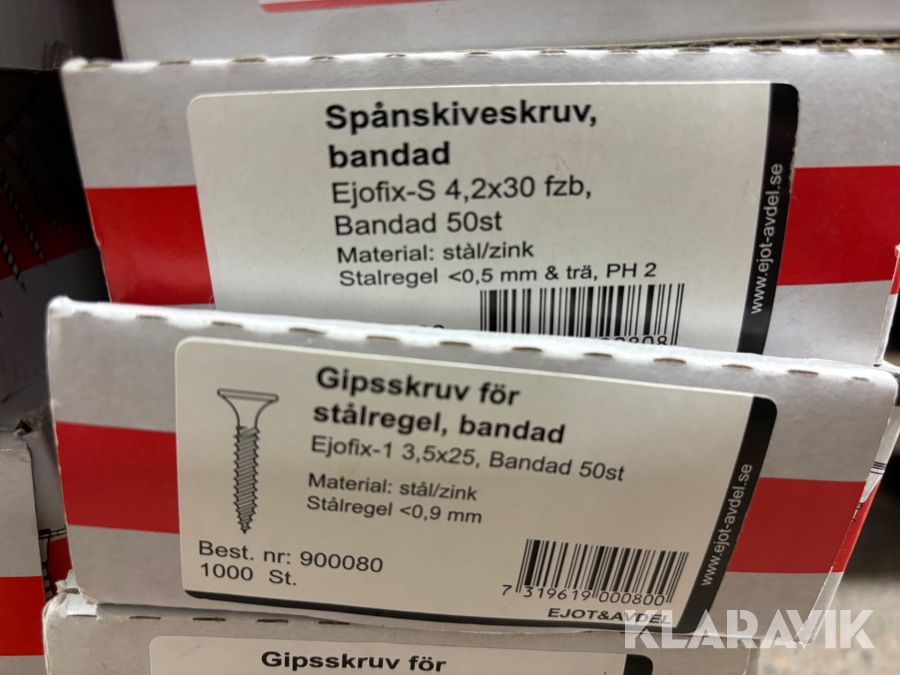 Spånskiveskruv,
bandad
Ejofix-S 4,2x30 fzb,
Bandad 50st
Material: stål/zink
Stalregel <0,5 mm & trä, PH 2
www.ejot-avdel.se
Gipsskruv för
stålregel, bandad
Ejofix-1 3,5x25, Bandad 50st
Material: stål/zink
Stålregel <0,9 mm
Best. nr: 900080
1000 St.
7 319619 000800
EJOT&AVDEL
www.ejot-avdel.se
KLARAVIK
Gipsskruv för